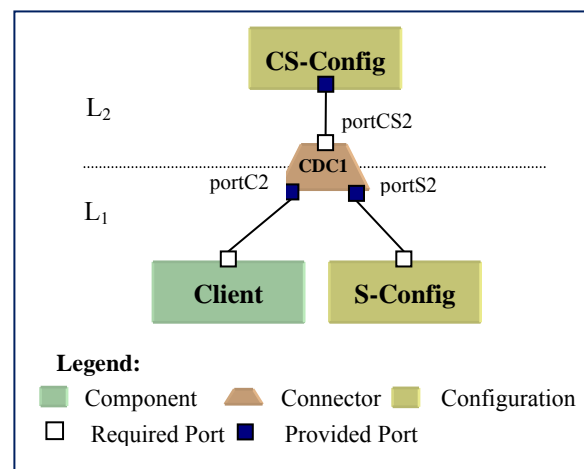 CS-Config
L2
portCS2
CDC1
portC2
portS2
L1
Client
S-Config
Legend:
Component
Connector
Configuration
Required Port
Provided Port